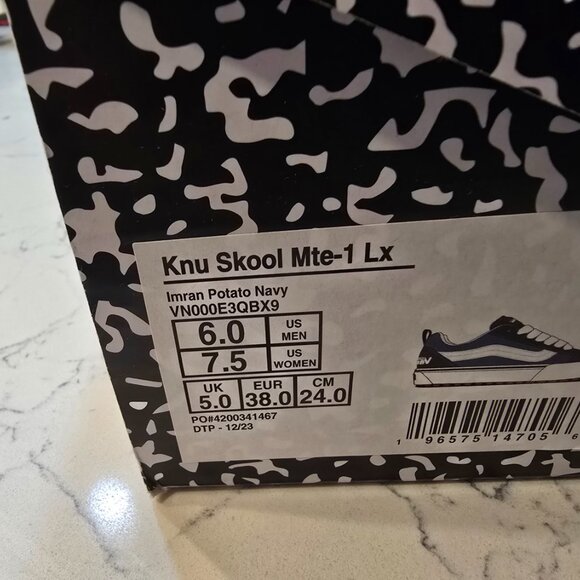 Knu Skool Mte-1 Lx
Imran Potato Navy
VN000E3QBX9
6.0 US MEN
7.5 US WOMEN
UK 5.0 EUR 38.0 CM 24.0
PO#4200341467
DTP - 12/23
1 96575 14705 6